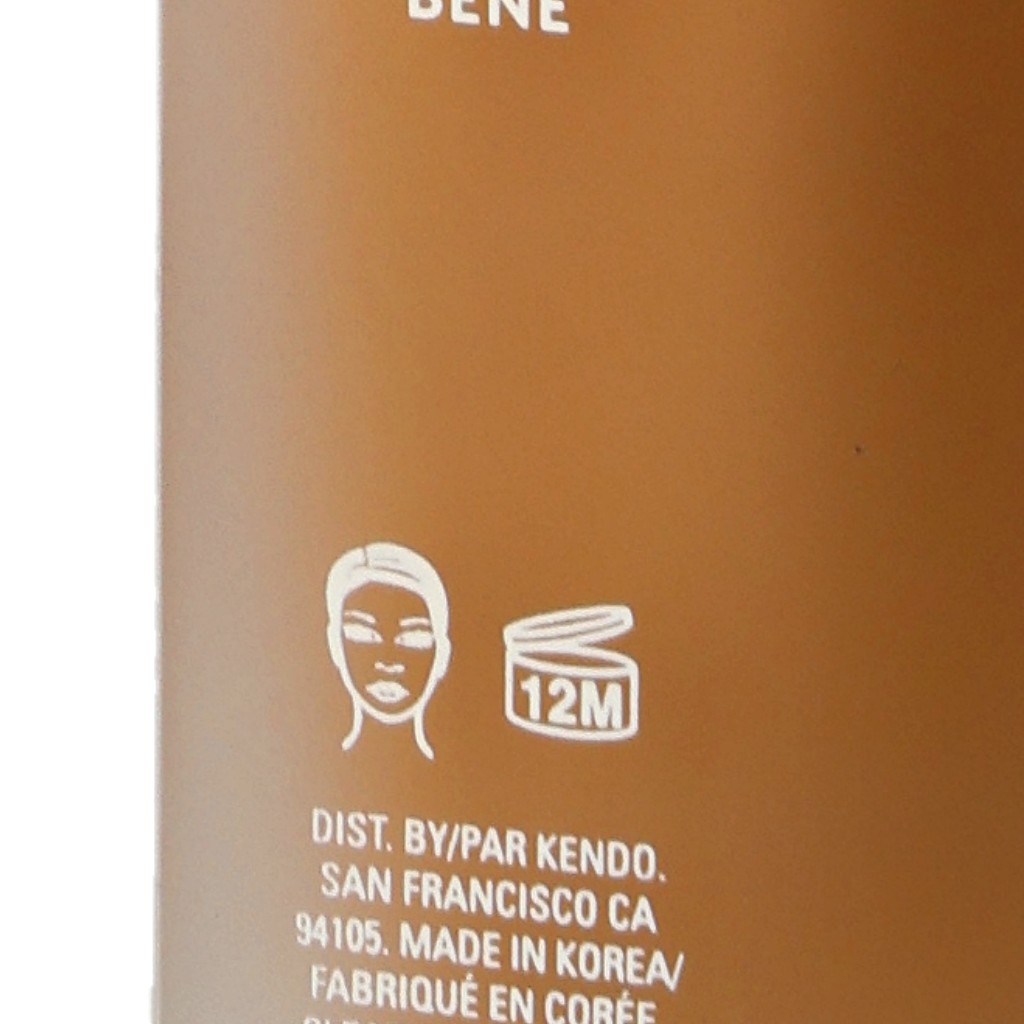 BENE
12M
DIST. BY/PAR KENDO.
SAN FRANCISCO CA
94105. MADE IN KOREA/
FABRIQUÉ EN CORÉE